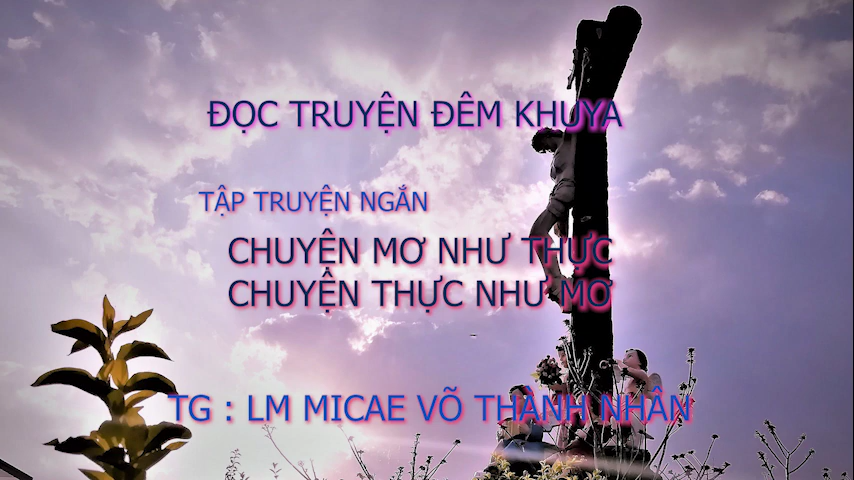 ĐỌC TRUYỆN ĐÊM KHUYA
TẬP TRUYỆN NGẮN
CHUYỆN MƠ NHƯ THỰC
CHUYỆN THỰC NHƯ MƠ
TG : LM MICAE VÕ THÀNH NHÂN